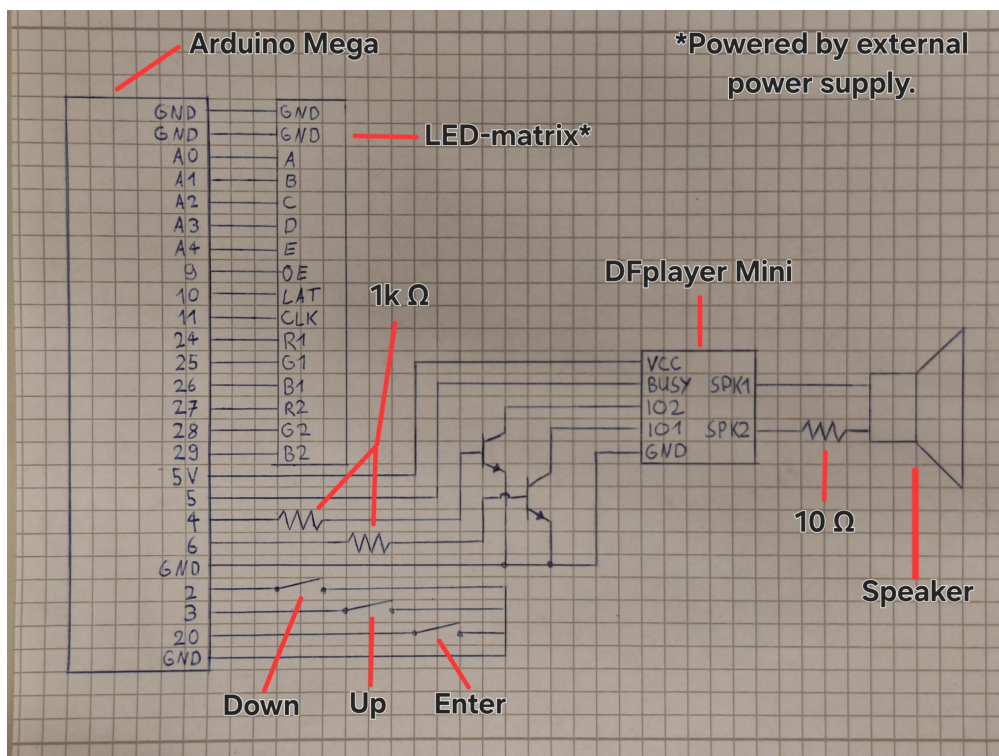 Arduino Mega
*Powered by external
power supply.
GND GND
GND GND
LED-matrix*
A0 A
A1 B
A2 C
A3 D
A4 E
9 OE
10 LAT
11 CLK
24 R1
25 G1
26 B1
27 R2
28 G2
29 B2
5V
5
4
6
GND
2
3
20
GND
1k Ω
DFplayer Mini
VCC
BUSY SPK1
IO2
IO1 SPK2
GND
10 Ω
Speaker
Down Up Enter